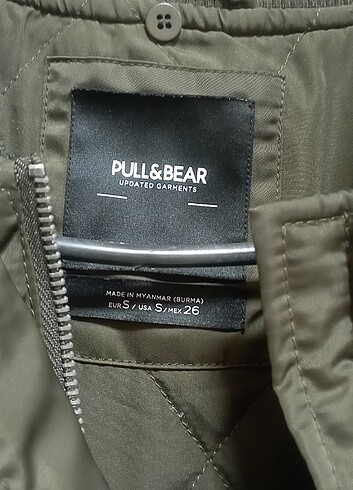 PULL&BEAR
UPDATED GARMENTS
MADE IN MYANMAR (BURMA)
EUR S / USA S / MEX 26